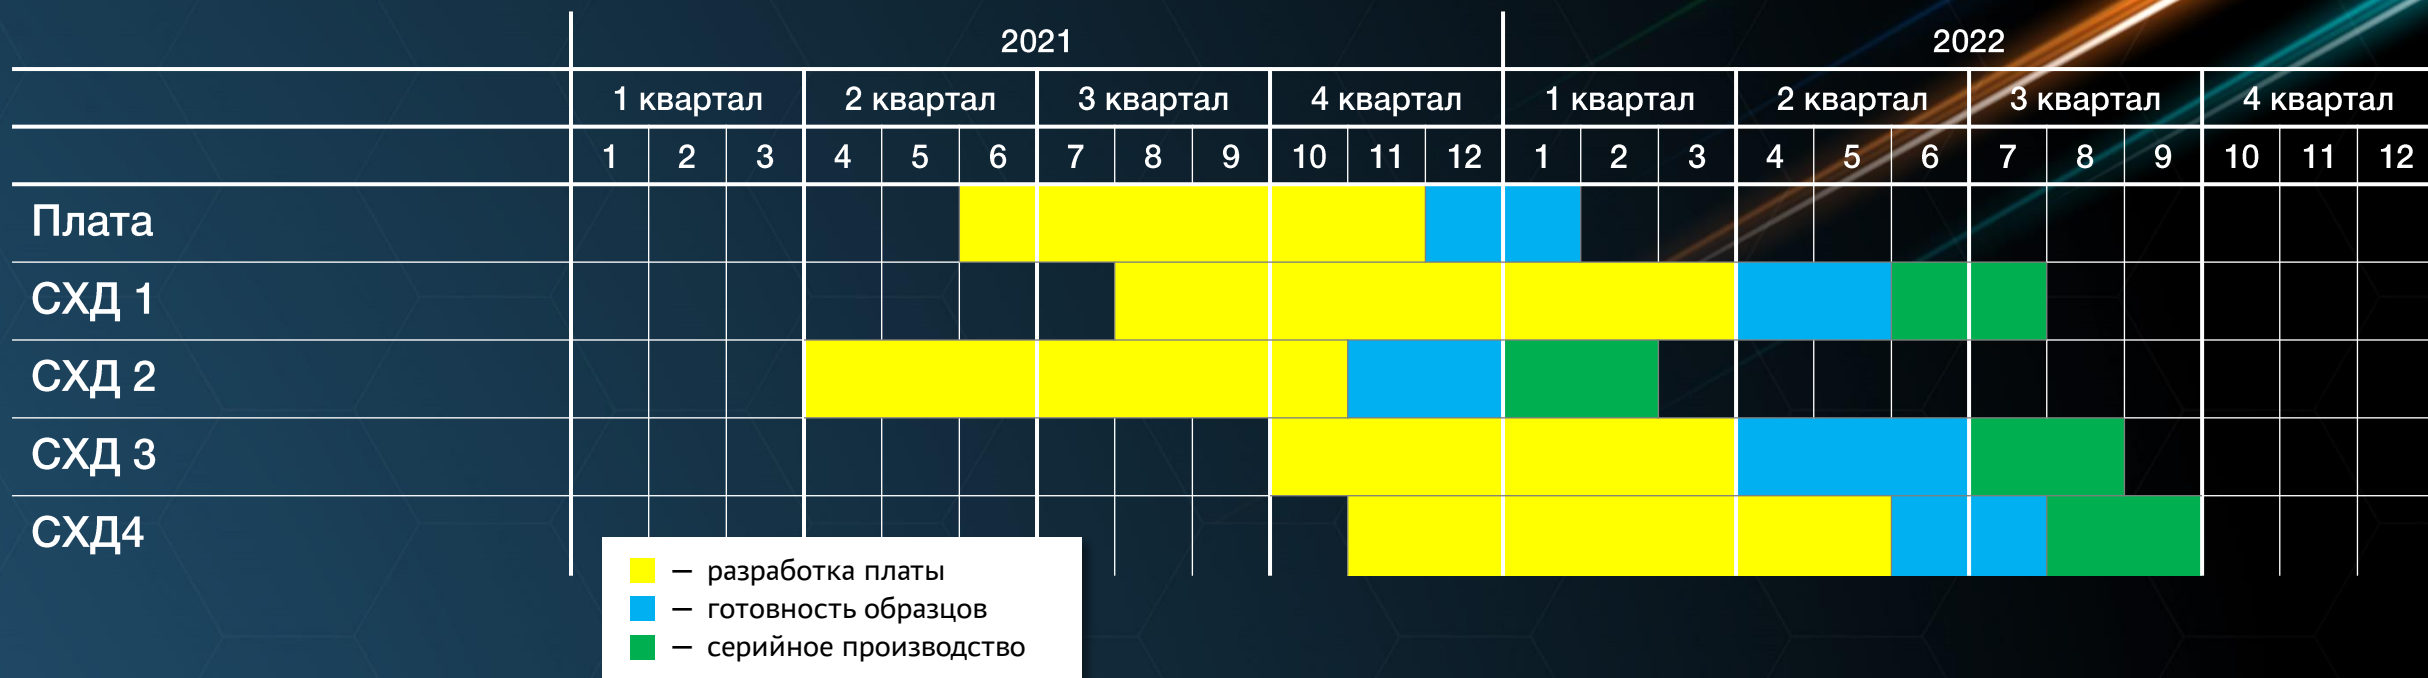 2021 2022
1 квартал 2 квартал 3 квартал 4 квартал 1 квартал 2 квартал 3 квартал 4 квартал
1 2 3 4 5 6 7 8 9 10 11 12 1 2 3 4 5 6 7 8 9 10 11 12
Плата
СХД 1
СХД 2
СХД 3
СХД4
– разработка платы
– готовность образцов
– серийное производство